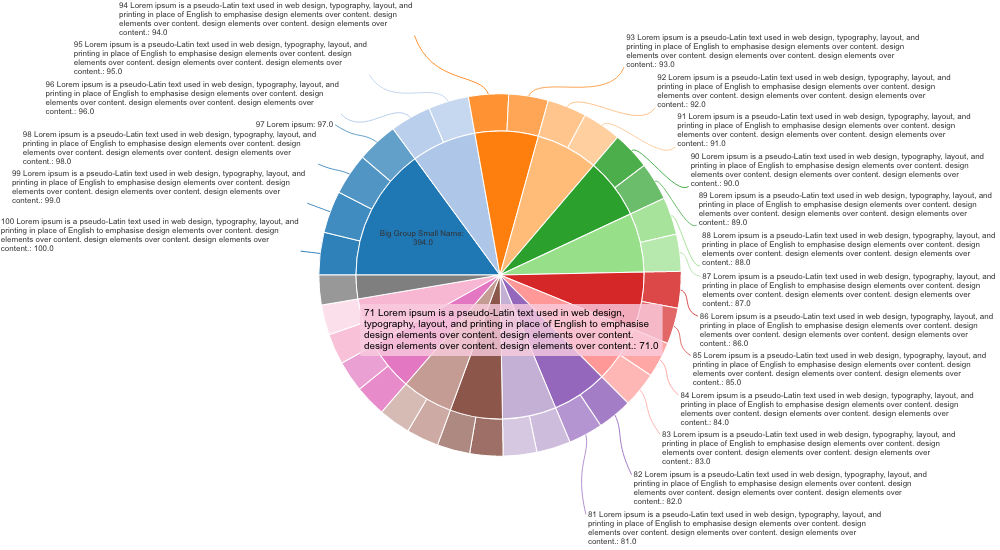 94 Lorem ipsum is a pseudo-Latin text used in web design, typography, layout, and
printing in place of English to emphasise design elements over content. design
elements over content. design elements over content. design elements over
content.: 94.0
95 Lorem ipsum is a pseudo-Latin text used in web design, typography, layout, and
printing in place of English to emphasise design elements over content. design
elements over content. design elements over content. design elements over
content.: 95.0
96 Lorem ipsum is a pseudo-Latin text used in web design, typography, layout, and
printing in place of English to emphasise design elements over content. design
elements over content. design elements over content. design elements over
content.: 96.0
97 Lorem ipsum: 97.0
98 Lorem ipsum is a pseudo-Latin text used in web design, typography, layout, and
printing in place of English to emphasise design elements over content. design
elements over content. design elements over content. design elements over
content.: 98.0
99 Lorem ipsum is a pseudo-Latin text used in web design, typography, layout, and
printing in place of English to emphasise design elements over content. design
elements over content. design elements over content. design elements over
content.: 99.0
100 Lorem ipsum is a pseudo-Latin text used in web design, typography, layout, and
printing in place of English to emphasise design elements over content. design
elements over content. design elements over content. design elements over
content.: 100.0
Big Group Small Name:
394.0
71 Lorem ipsum is a pseudo-Latin text used in web design,
typography, layout, and printing in place of English to emphasise
design elements over content. design elements over content.
design elements over content. design elements over content.: 71.0
93 Lorem ipsum is a pseudo-Latin text used in web design, typography, layout, and
printing in place of English to emphasise design elements over content. design
elements over content. design elements over content. design elements over
content.: 93.0
92 Lorem ipsum is a pseudo-Latin text used in web design, typography, layout, and
printing in place of English to emphasise design elements over content. design
elements over content. design elements over content. design elements over
content.: 92.0
91 Lorem ipsum is a pseudo-Latin text used in web design, typography, layout, and
printing in place of English to emphasise design elements over content. design
elements over content. design elements over content. design elements over
content.: 91.0
90 Lorem ipsum is a pseudo-Latin text used in web design, typography, layout, and
printing in place of English to emphasise design elements over content. design
elements over content. design elements over content. design elements over
content.: 90.0
89 Lorem ipsum is a pseudo-Latin text used in web design, typography, layout, and
printing in place of English to emphasise design elements over content. design
elements over content. design elements over content. design elements over
content.: 89.0
88 Lorem ipsum is a pseudo-Latin text used in web design, typography, layout, and
printing in place of English to emphasise design elements over content. design
elements over content. design elements over content. design elements over
content.: 88.0
87 Lorem ipsum is a pseudo-Latin text used in web design, typography, layout, and
printing in place of English to emphasise design elements over content. design
elements over content. design elements over content. design elements over
content.: 87.0
86 Lorem ipsum is a pseudo-Latin text used in web design, typography, layout, and
printing in place of English to emphasise design elements over content. design
elements over content. design elements over content. design elements over
content.: 86.0
85 Lorem ipsum is a pseudo-Latin text used in web design, typography, layout, and
printing in place of English to emphasise design elements over content. design
elements over content. design elements over content. design elements over
content.: 85.0
84 Lorem ipsum is a pseudo-Latin text used in web design, typography, layout, and
printing in place of English to emphasise design elements over content. design
elements over content. design elements over content. design elements over
content.: 84.0
83 Lorem ipsum is a pseudo-Latin text used in web design, typography, layout, and
printing in place of English to emphasise design elements over content. design
elements over content. design elements over content. design elements over
content.: 83.0
82 Lorem ipsum is a pseudo-Latin text used in web design, typography, layout, and
printing in place of English to emphasise design elements over content. design
elements over content. design elements over content. design elements over
content.: 82.0
81 Lorem ipsum is a pseudo-Latin text used in web design, typography, layout, and
printing in place of English to emphasise design elements over content. design
elements over content. design elements over content. design elements over
content.: 81.0